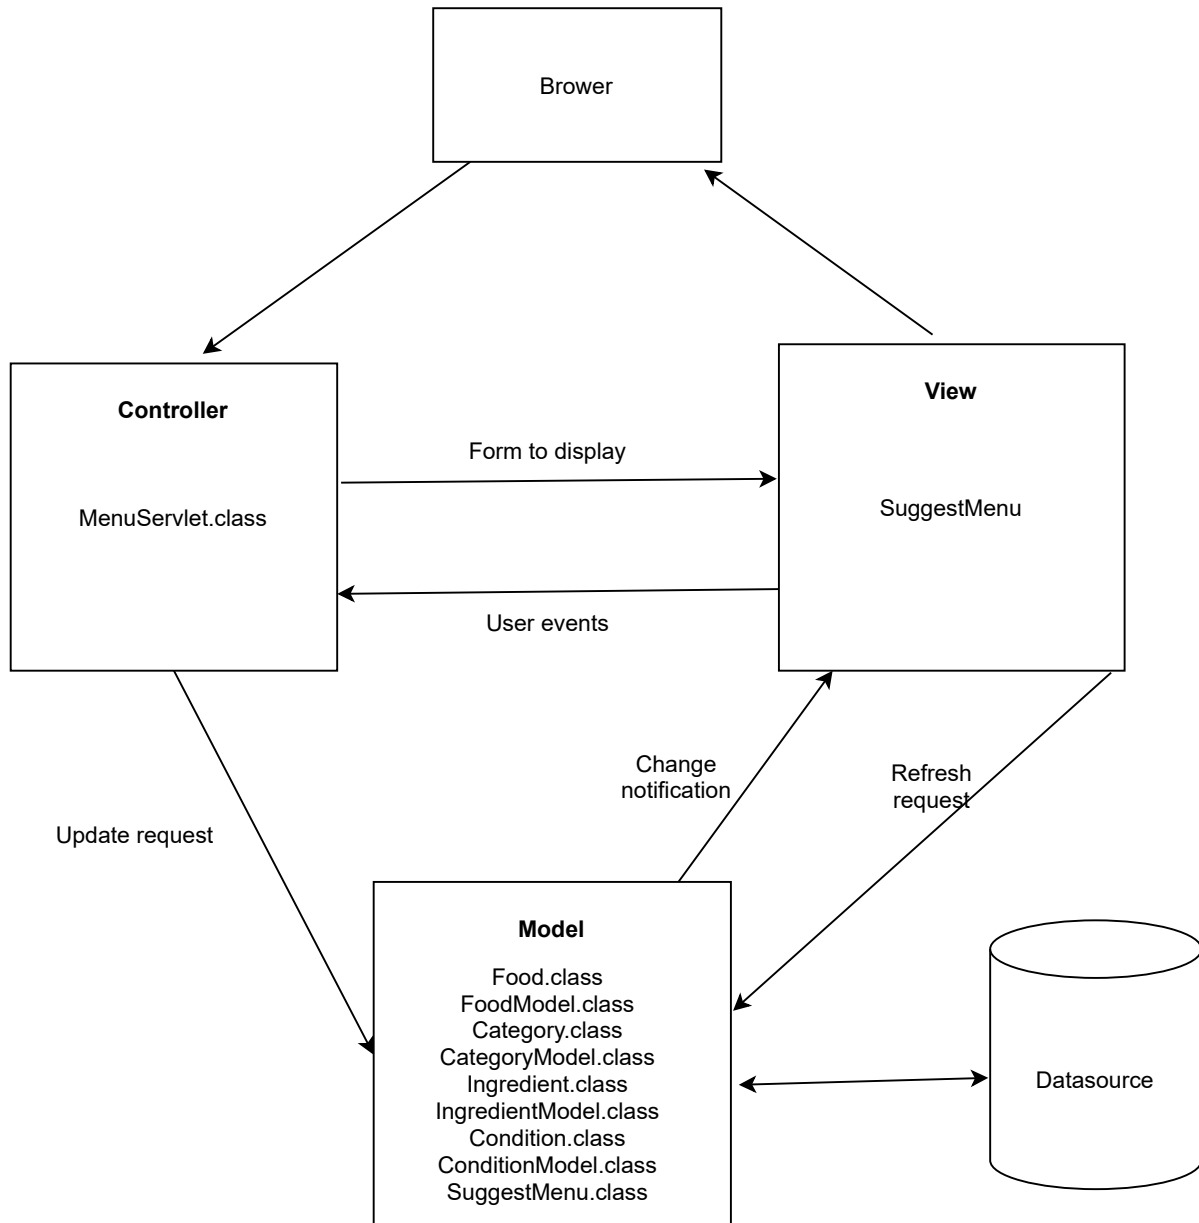 Brower
Controller
MenuServlet.class
Form to display
User events
View
SuggestMenu
Update request
Change
notification
Refresh
request
Model
Food.class
FoodModel.class
Category.class
CategoryModel.class
Ingredient.class
IngredientModel.class
Condition.class
ConditionModel.class
SuggestMenu.class
Datasource